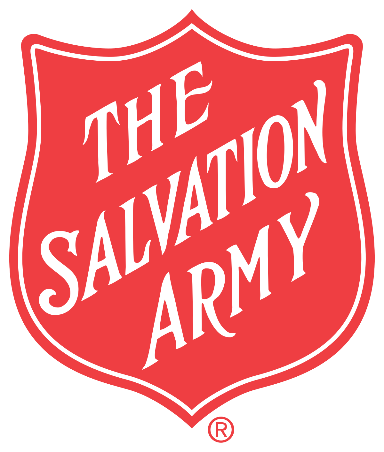 THE
SALVATION
ARMY
®